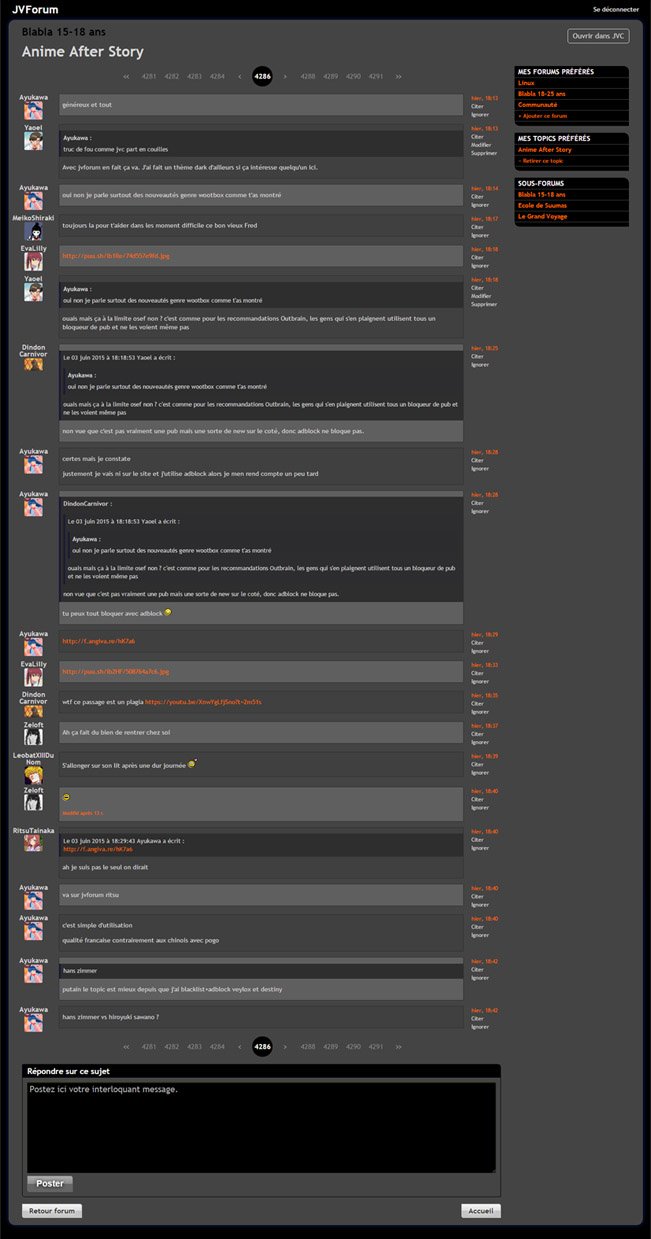 JVForum
Se déconnecter
Blabla 15-18 ans
Ouvrir dans JVC
Anime After Story
« 4281 4282 4283 4284 < 4286 > 4288 4289 4290 4291 »
Ayukawa
généreux et tout
hier, 18:13
Citer
Ignorer
Yaoel
Ayukawa :
truc de fou comme jvc part en couilles
Avec jvforum en fait ça va. J'ai fait un thème dark d'ailleurs si ça intéresse quelqu'un ici.
hier, 18:13
Citer
Modifier
Supprimer
Ayukawa
oui non je parle surtout des nouveautés genre wootbox comme t'as montré
hier, 18:14
Citer
Ignorer
MeikoShiraki
toujours la pour t'aider dans les moment difficile ce bon vieux Fred
hier, 18:17
Citer
Ignorer
EvaLilly
hier, 18:18
Citer
Ignorer
Yaoel
Ayukawa :
oui non je parle surtout des nouveautés genre wootbox comme t'as montré
ouais mais ça à la limite osef non ? c'est comme pour les recommandations Outbrain, les gens qui s'en plaignent utilisent tous un
bloqueur de pub et ne les voient même pas
hier, 18:18
Citer
Modifier
Supprimer
Dindon
Carnivor
Le 03 juin 2015 à 18:18:53 Yaoel a écrit :
Ayukawa :
oui non je parle surtout des nouveautés genre wootbox comme t'as montré
ouais mais ça à la limite osef non ? c'est comme pour les recommandations Outbrain, les gens qui s'en plaignent utilisent tous un bloqueur de pub et
ne les voient même pas
non vue que c'est pas vraiment une pub mais une sorte de new sur le coté, donc adblock ne bloque pas.
hier, 18:25
Citer
Ignorer
Ayukawa
certes mais je constate
justement je vais ni sur le site et j'utilise adblock alors je men rend compte un peu tard
hier, 18:28
Citer
Ignorer
Ayukawa
DindonCarnivor :
Le 03 juin 2015 à 18:18:53 Yaoel a écrit :
Ayukawa :
oui non je parle surtout des nouveautés genre wootbox comme t'as montré
ouais mais ça à la limite osef non ? c'est comme pour les recommandations Outbrain, les gens qui s'en plaignent utilisent tous un bloqueur de pub
et ne les voient même pas
non vue que c'est pas vraiment une pub mais une sorte de new sur le coté, donc adblock ne bloque pas.
tu peux tout bloquer avec adblock
hier, 18:28
Citer
Ignorer
Ayukawa
http://f.angiva.re/hK7a6
hier, 18:29
Citer
Ignorer
EvaLilly
hier, 18:33
Citer
Ignorer
Dindon
Carnivor
wtf ce passage est un plagia
hier, 18:35
Citer
Ignorer
Zeloft
Ah ça fait du bien de rentrer chez soi
hier, 18:37
Citer
Ignorer
LeobatXIIIDu
Nom
S'allonger sur son lit après une dur journée
hier, 18:39
Citer
Ignorer
Zeloft
Modifié après 13 s
hier, 18:40
Citer
Ignorer
RitsuTainaka
Le 03 juin 2015 à 18:29:43 Ayukawa a écrit :
http://f.angiva.re/hK7a6
ah je suis pas le seul on dirait
hier, 18:40
Citer
Ignorer
Ayukawa
va sur jvforum ritsu
hier, 18:40
Citer
Ignorer
Ayukawa
c'est simple d'utilisation
qualité francaise contrairement aux chinois avec pogo
hier, 18:40
Citer
Ignorer
Ayukawa
hans zimmer
putain le topic est mieux depuis que j'ai blacklist+adblock veylox et destiny
hier, 18:42
Citer
Ignorer
Ayukawa
hans zimmer vs hiroyuki sawano ?
hier, 18:42
Citer
Ignorer
« 4281 4282 4283 4284 < 4286 > 4288 4289 4290 4291 »
Répondre sur ce sujet
Postez ici votre interloquant message.
Poster
Retour forum
Accueil
MES FORUMS PRÉFÉRÉS
Linux
Blabla 18-25 ans
Communauté
+ Ajouter ce forum
MES TOPICS PRÉFÉRÉS
Anime After Story
- Retirer ce topic
SOUS-FORUMS
Blabla 15-18 ans
Ecole de Suumas
Le Grand Voyage